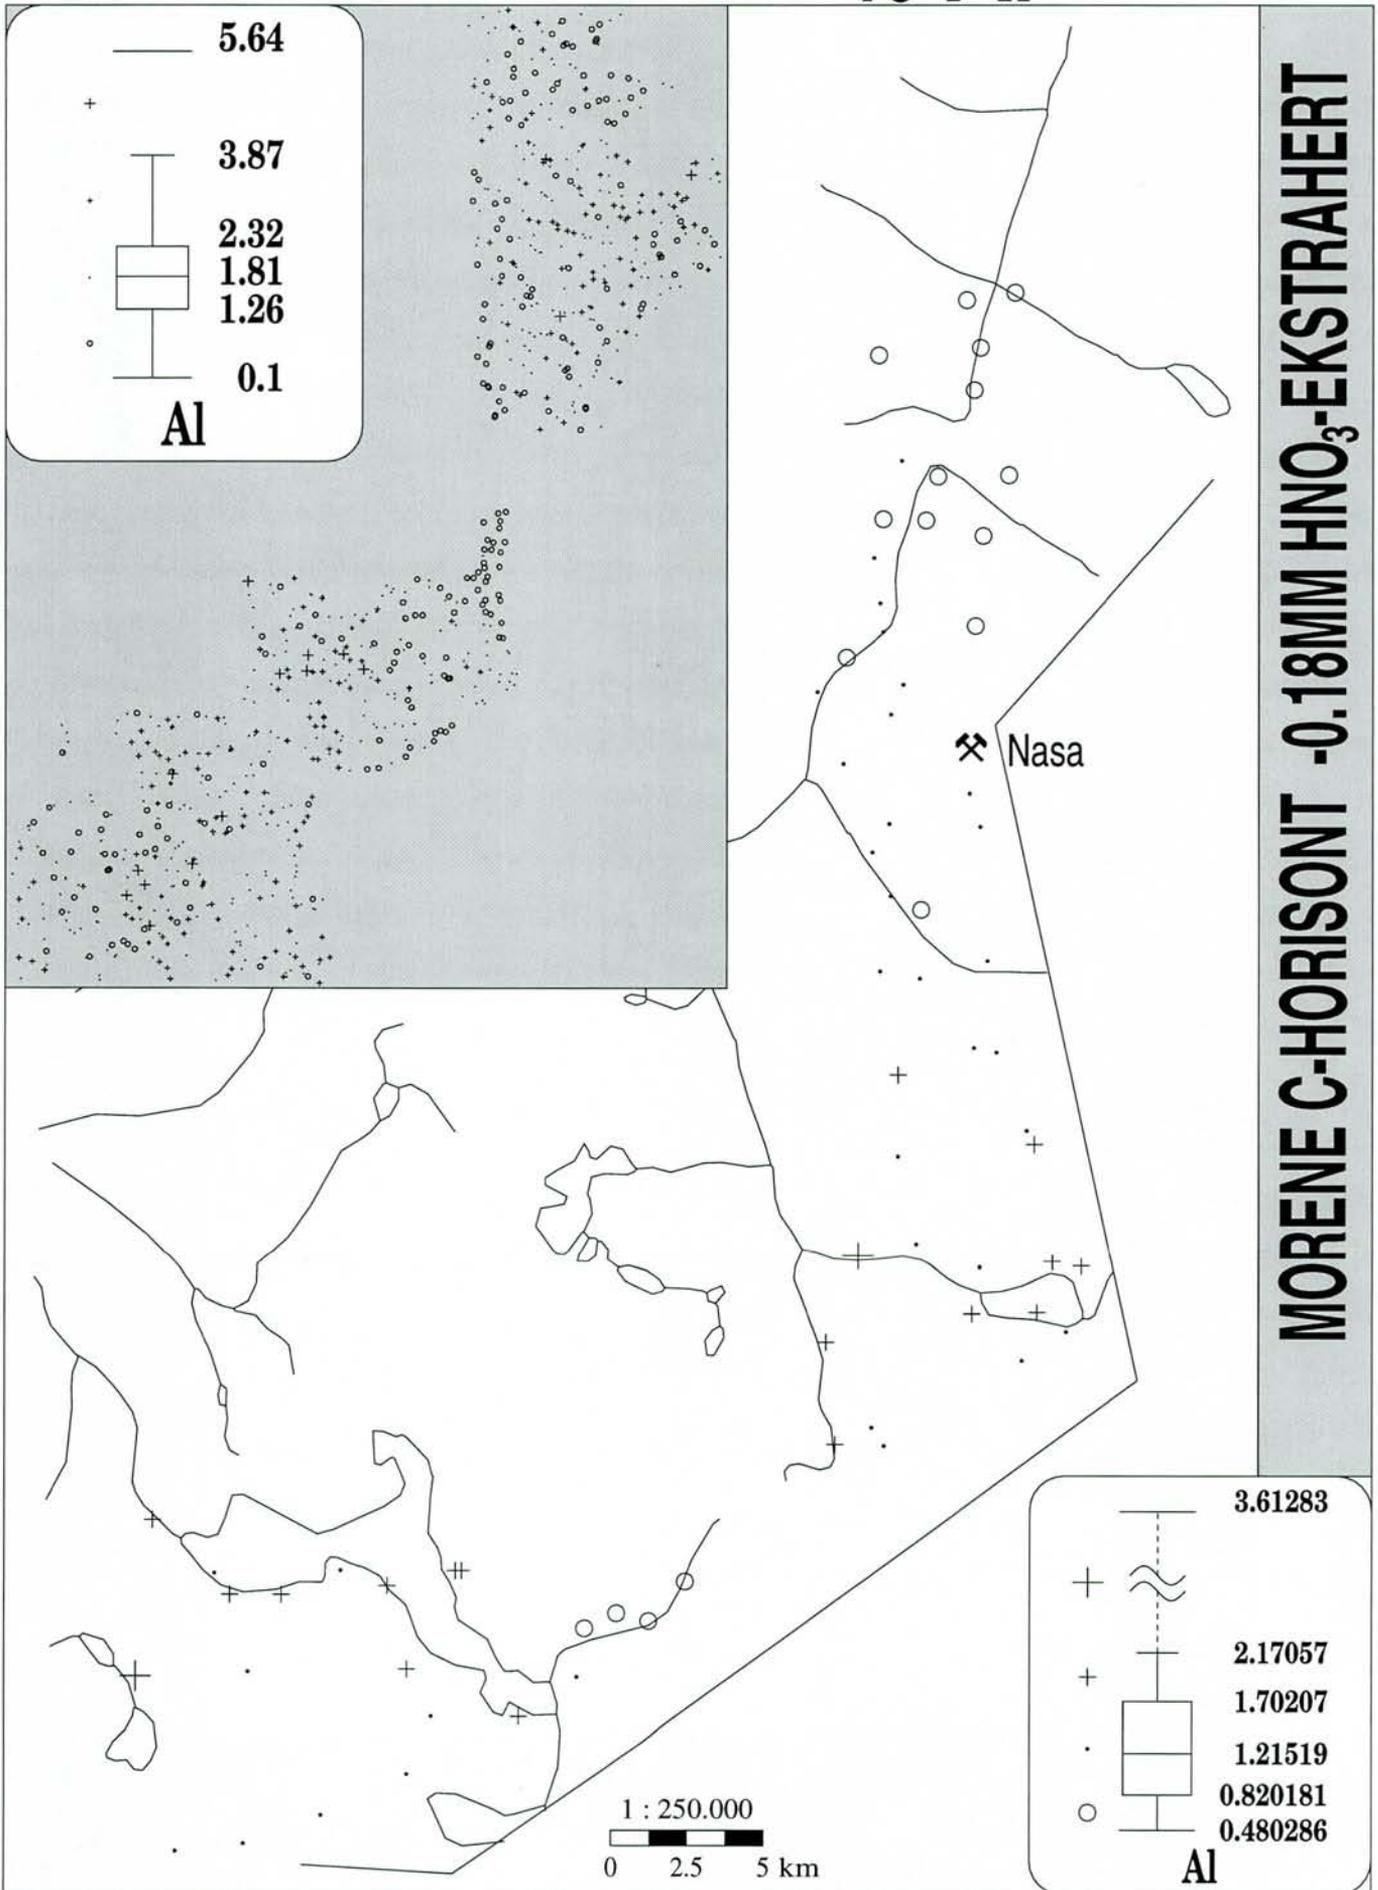 5.64
3.87
2.32
1.81
1.26
0.1
Al
Nasa
MORENE C-HORISONT -0.18MM HNO₃-EKSTRAHERT
3.61283
2.17057
1.70207
1.21519
0.820181
0.480286
Al
1 : 250.000
0 2.5 5 km